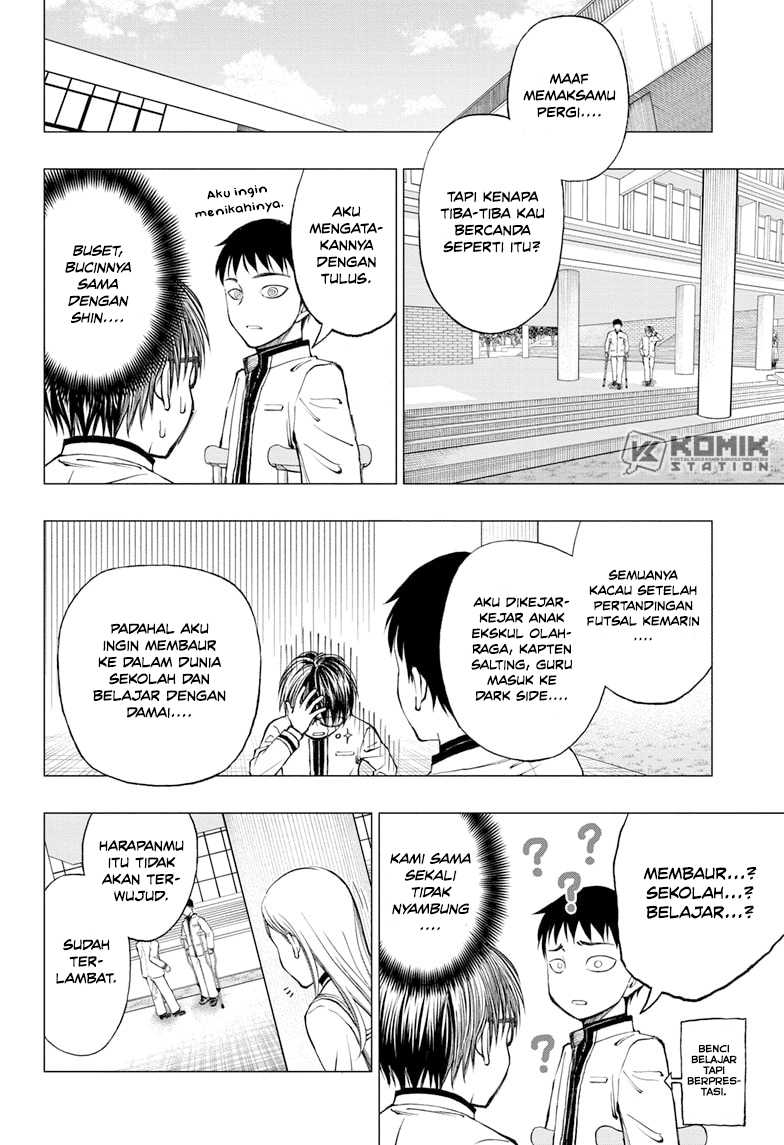 MAAF
MEMAKSAMU
PERGI....
TAPI KENAPA
TIBA-TIBA KAU
BERCANDA
SEPERTI ITU?
AKU
MENGATA-
KANNYA
DENGAN
TULUS.
Aku ingin
menikahinya.
BUSET,
BUCINNYA
SAMA
DENGAN
SHIN....
KOMIK
STATION
SEMUANYA
KACAU SETELAH
PERTANDINGAN
FUTSAL KEMARIN
....
AKU DIKEJAR-
KEJAR ANAK
EKSKUL OLAH-
RAGA, KAPTEN
SALTING, GURU
MASUK KE
DARK SIDE....
PADAHAL AKU
INGIN MEMBAUR
KE DALAM DUNIA
SEKOLAH DAN
BELAJAR DENGAN
DAMAI....
MEMBAUR...?
SEKOLAH...?
BELAJAR...?
? ? ? ?
BENCI
BELAJAR
TAPI
BERPRES-
TASI.
KAMI SAMA
SEKALI
TIDAK
NYAMBUNG
....
HARAPANMU
ITU TIDAK
AKAN TER-
WUJUD.
SUDAH
TER-
LAMBAT.